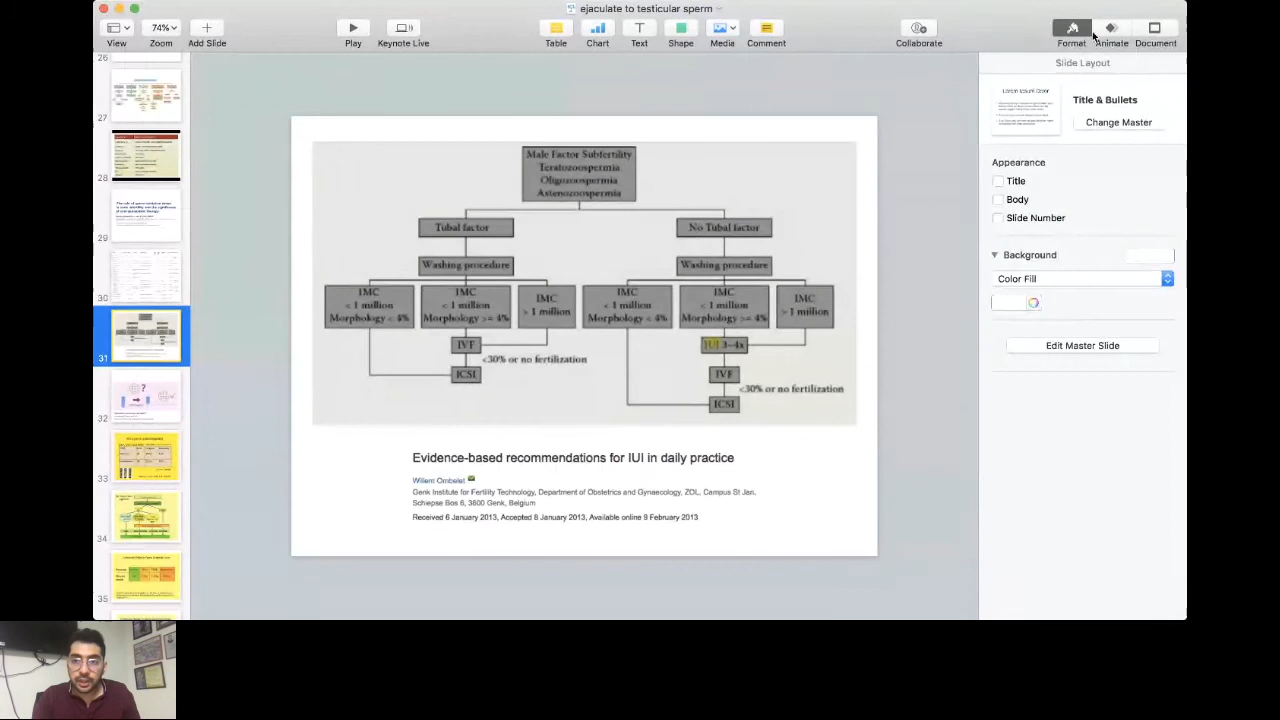 ejaculate to testicular sperm
74%
View
Zoom
Add Slide
Play
Keynote Live
Table
Chart
Text
Shape
Media
Comment
Collaborate
Format
Animate
Document
26
27
28
29
30
31
32
33
34
35
Male Factor Subfertility
Teratozoospermia
Oligozoospermia
Astenozoospermia
Tubal factor
No Tubal factor
Washing procedure
Washing procedure
IMC
< 1 million
Morphology < 4%
IMC
< 1 million
Morphology >= 4%
IMC
> 1 million
IMC
< 1 million
Morphology < 4%
IMC
< 1 million
Morphology >= 4%
IMC
> 1 million
IVF
IUI 3-4x
<30% or no fertilization
ICSI
IVF
<30% or no fertilization
ICSI
Evidence-based recommendations for IUI in daily practice
Willem Ombelet
Genk Institute for Fertility Technology, Department of Obstetrics and Gynaecology, ZOL, Campus St Jan,
Schiepse Bos 6, 3600 Genk, Belgium
Received 6 January 2013, Accepted 8 January 2013, Available online 9 February 2013
Slide Layout
Title & Bullets
Change Master
Appearance
Title
Body
Slide Number
Background
Color Fill
Edit Master Slide